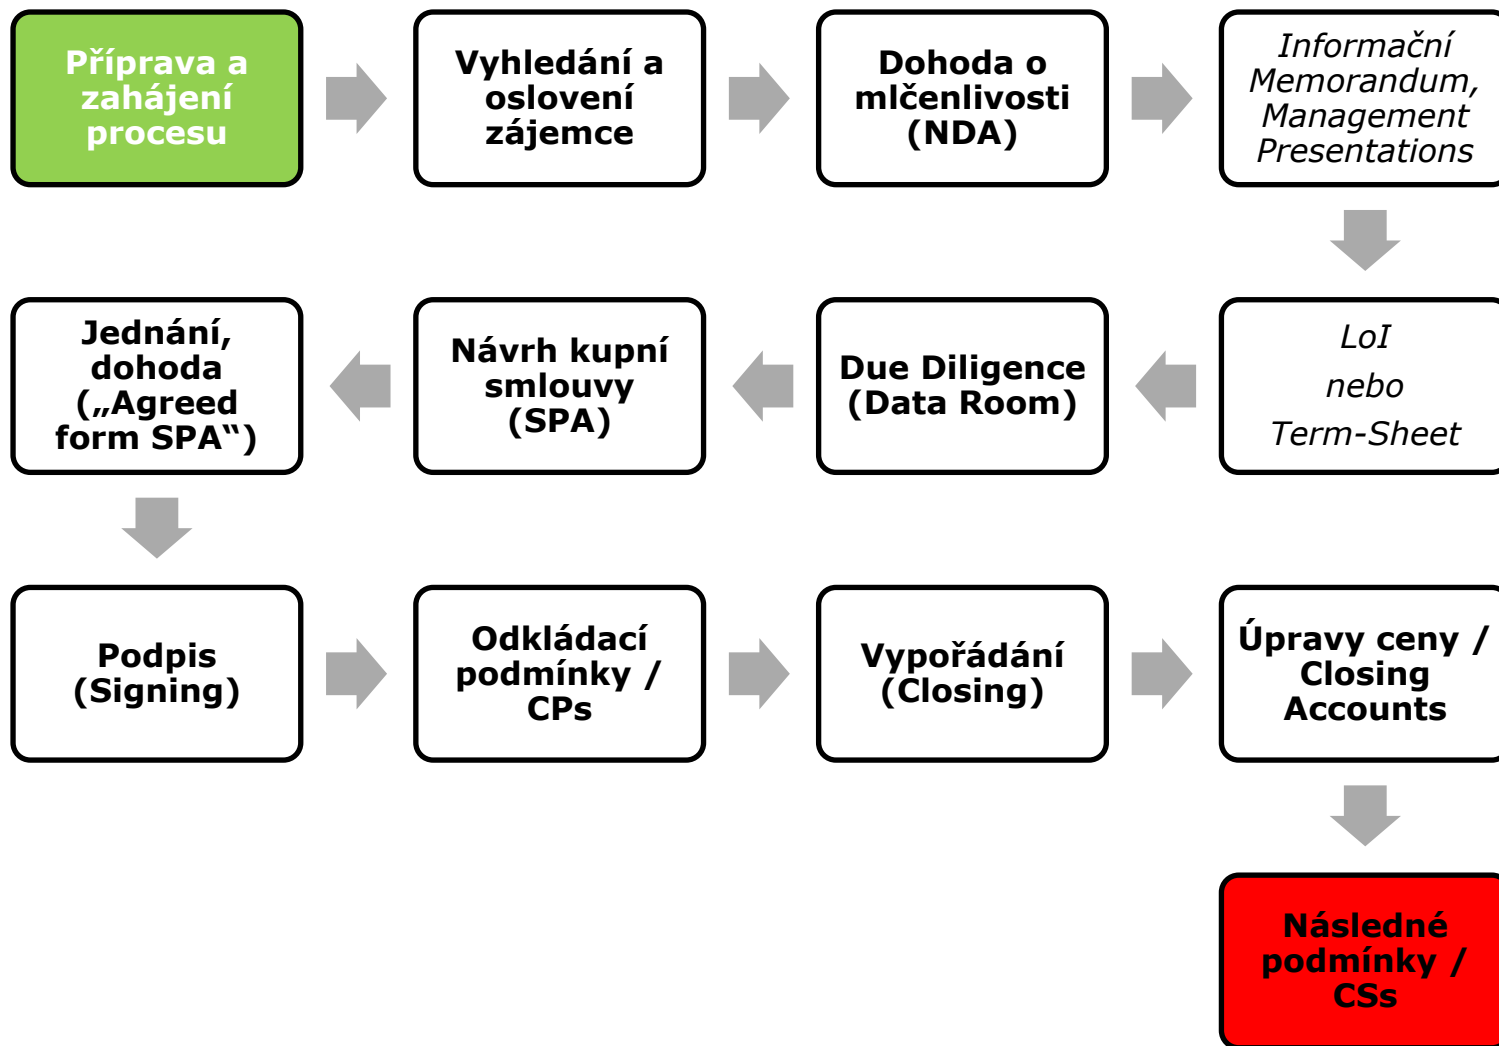 Příprava a
zahájení
procesu
Vyhledání a
oslovení
zájemce
Dohoda o
mlčenlivosti
(NDA)
Informační
Memorandum,
Management
Presentations
LoI
nebo
Term-Sheet
Due Diligence
(Data Room)
Návrh kupní
smlouvy
(SPA)
Jednání,
dohoda
(„Agreed
form SPA“)
Podpis
(Signing)
Odkládací
podmínky /
CPs
Vypořádání
(Closing)
Úpravy ceny /
Closing
Accounts
Následné
podmínky /
CSs